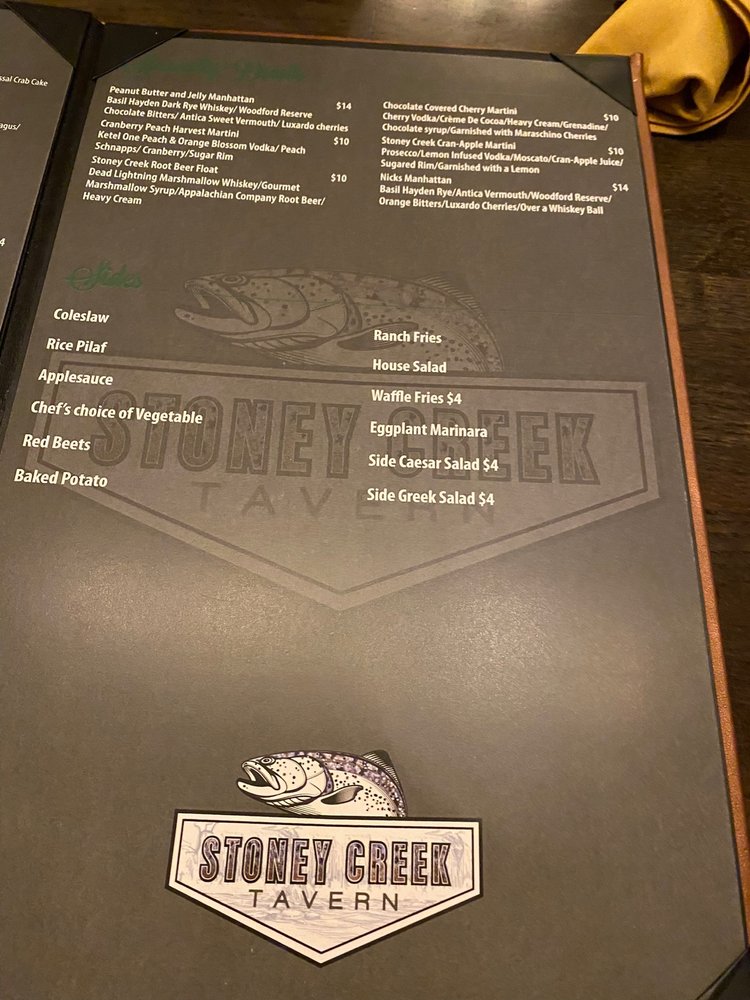 ssal Crab Cake
agus/
4
Specialty Drinks
Peanut Butter and Jelly Manhattan
$14
Basil Hayden Dark Rye Whiskey/ Woodford Reserve
Chocolate Bitters/ Antica Sweet Vermouth/ Luxardo cherries
Cranberry Peach Harvest Martini
$10
Ketel One Peach & Orange Blossom Vodka/ Peach
Schnapps/ Cranberry/Sugar Rim
Stoney Creek Root Beer Float
$10
Dead Lightning Marshmallow Whiskey/Gourmet
Marshmallow Syrup/Appalachian Company Root Beer/
Heavy Cream
Chocolate Covered Cherry Martini
$10
Cherry Vodka/Crème De Cocoa/Heavy Cream/Grenadine/
Chocolate syrup/Garnished with Maraschino Cherries
Stoney Creek Cran-Apple Martini
$10
Prosecco/Lemon Infused Vodka/Moscato/Cran-Apple Juice/
Sugared Rim/Garnished with a Lemon
Nicks Manhattan
$14
Basil Hayden Rye/Antica Vermouth/Woodford Reserve/
Orange Bitters/Luxardo Cherries/Over a Whiskey Ball
Sides
Coleslaw
Rice Pilaf
Applesauce
Chef's choice of Vegetable
Red Beets
Baked Potato
Ranch Fries
House Salad
Waffle Fries $4
Eggplant Marinara
Side Caesar Salad $4
Side Greek Salad $4
STONEY CREEK
TAVERN
STONEY CREEK
TAVERN